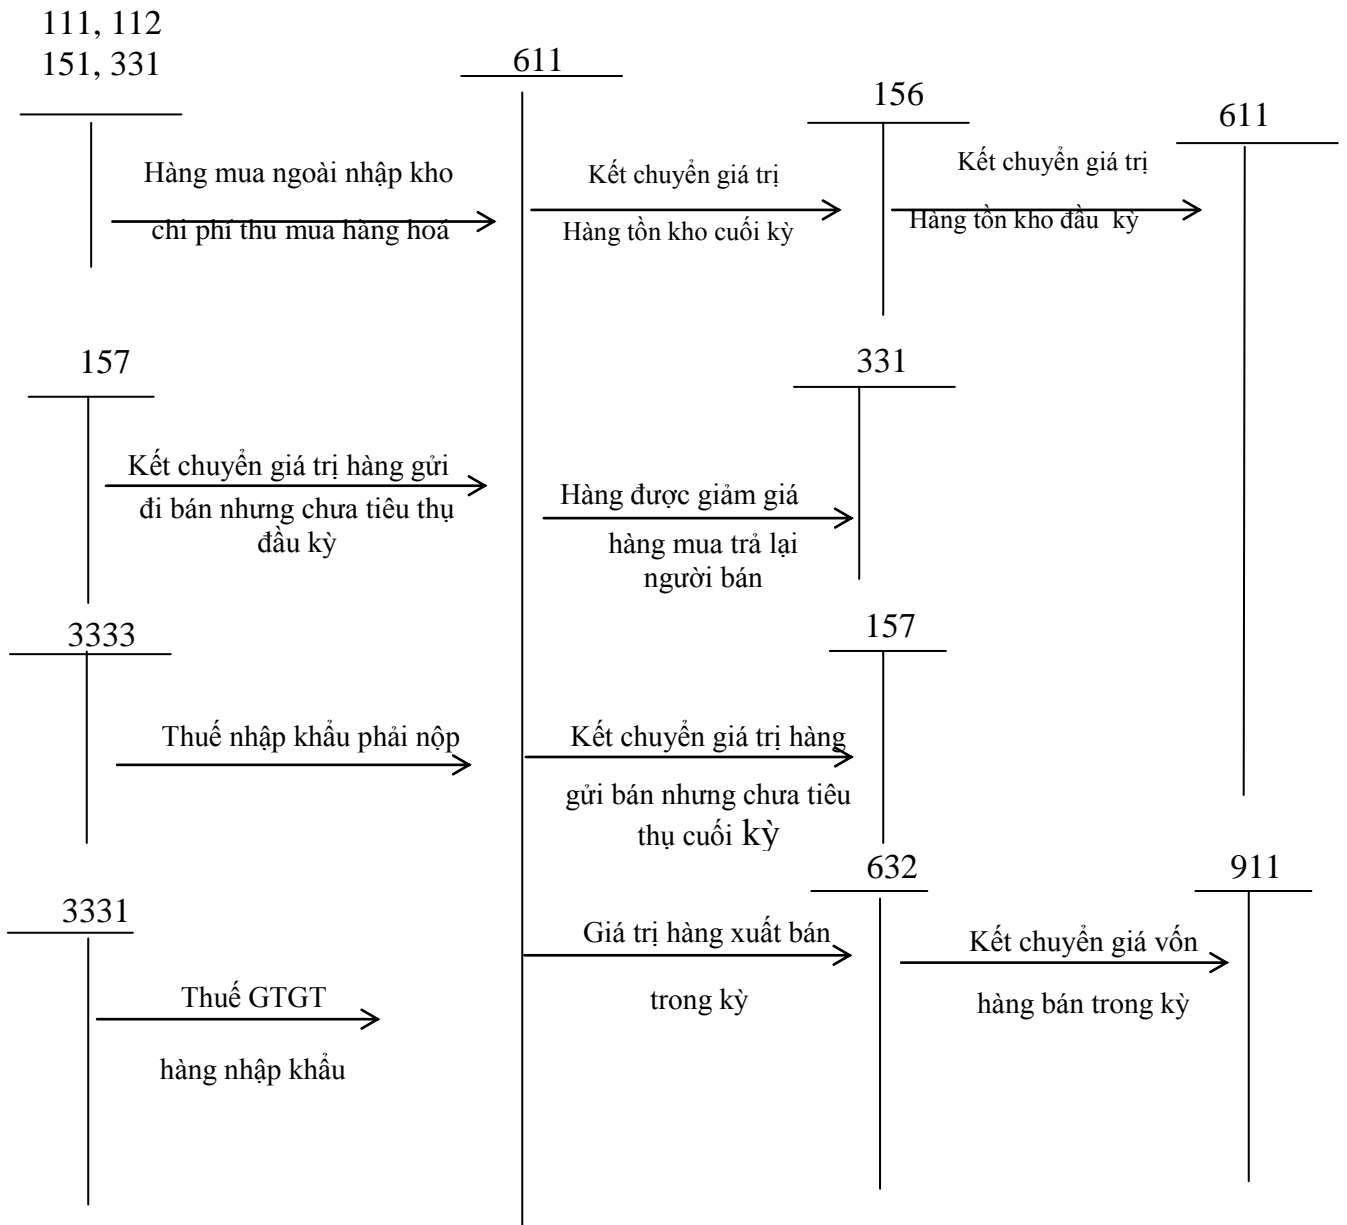 111, 112
151, 331
611
156
611
Hàng mua ngoài nhập kho
chi phí thu mua hàng hoá
Kết chuyển giá trị
Hàng tồn kho cuối kỳ
Kết chuyển giá trị
Hàng tồn kho đầu kỳ
157
331
Kết chuyển giá trị hàng gửi
đi bán nhưng chưa tiêu thụ
đầu kỳ
Hàng được giảm giá
hàng mua trả lại
người bán
3333
157
Thuế nhập khẩu phải nộp
Kết chuyển giá trị hàng
gửi bán nhưng chưa tiêu
thụ cuối kỳ
632
911
3331
Giá trị hàng xuất bán
trong kỳ
Kết chuyển giá vốn
hàng bán trong kỳ
Thuế GTGT
hàng nhập khẩu